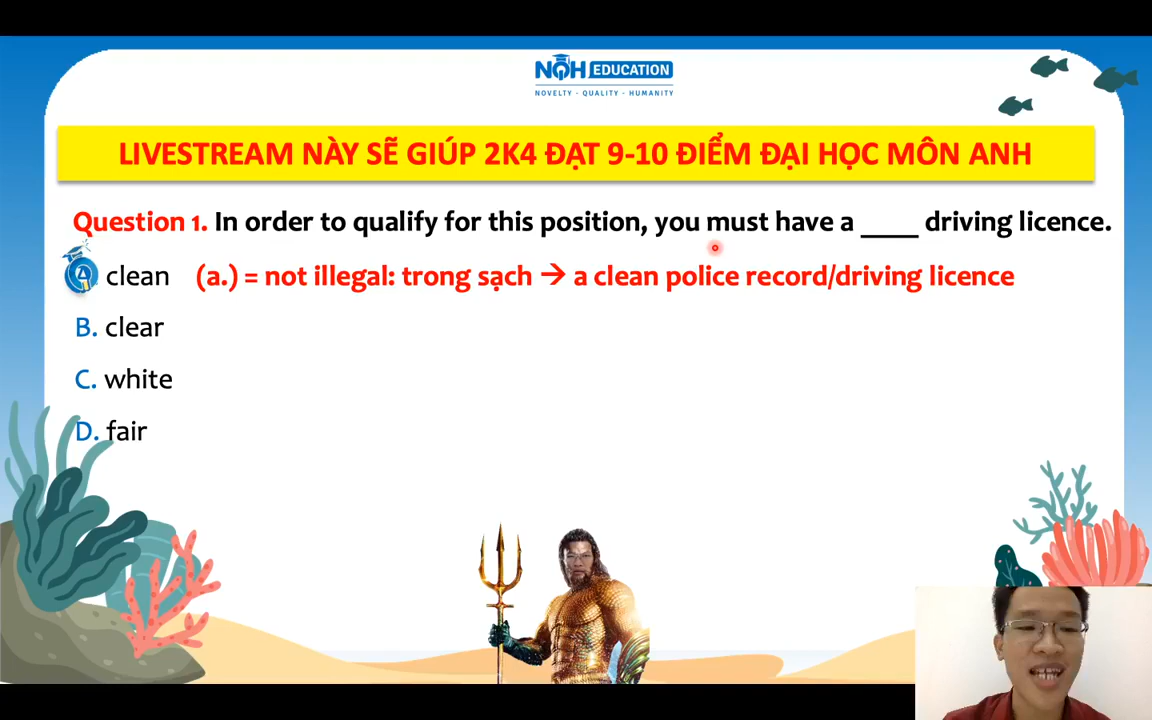 NQH EDUCATION
NOVELTY - QUALITY - HUMANITY
LIVESTREAM NÀY SẼ GIÚP 2K4 ĐẠT 9-10 ĐIỂM ĐẠI HỌC MÔN ANH
Question 1. In order to qualify for this position, you must have a ____ driving licence.
A clean (a.) = not illegal: trong sạch → a clean police record/driving licence
B. clear
C. white
D. fair